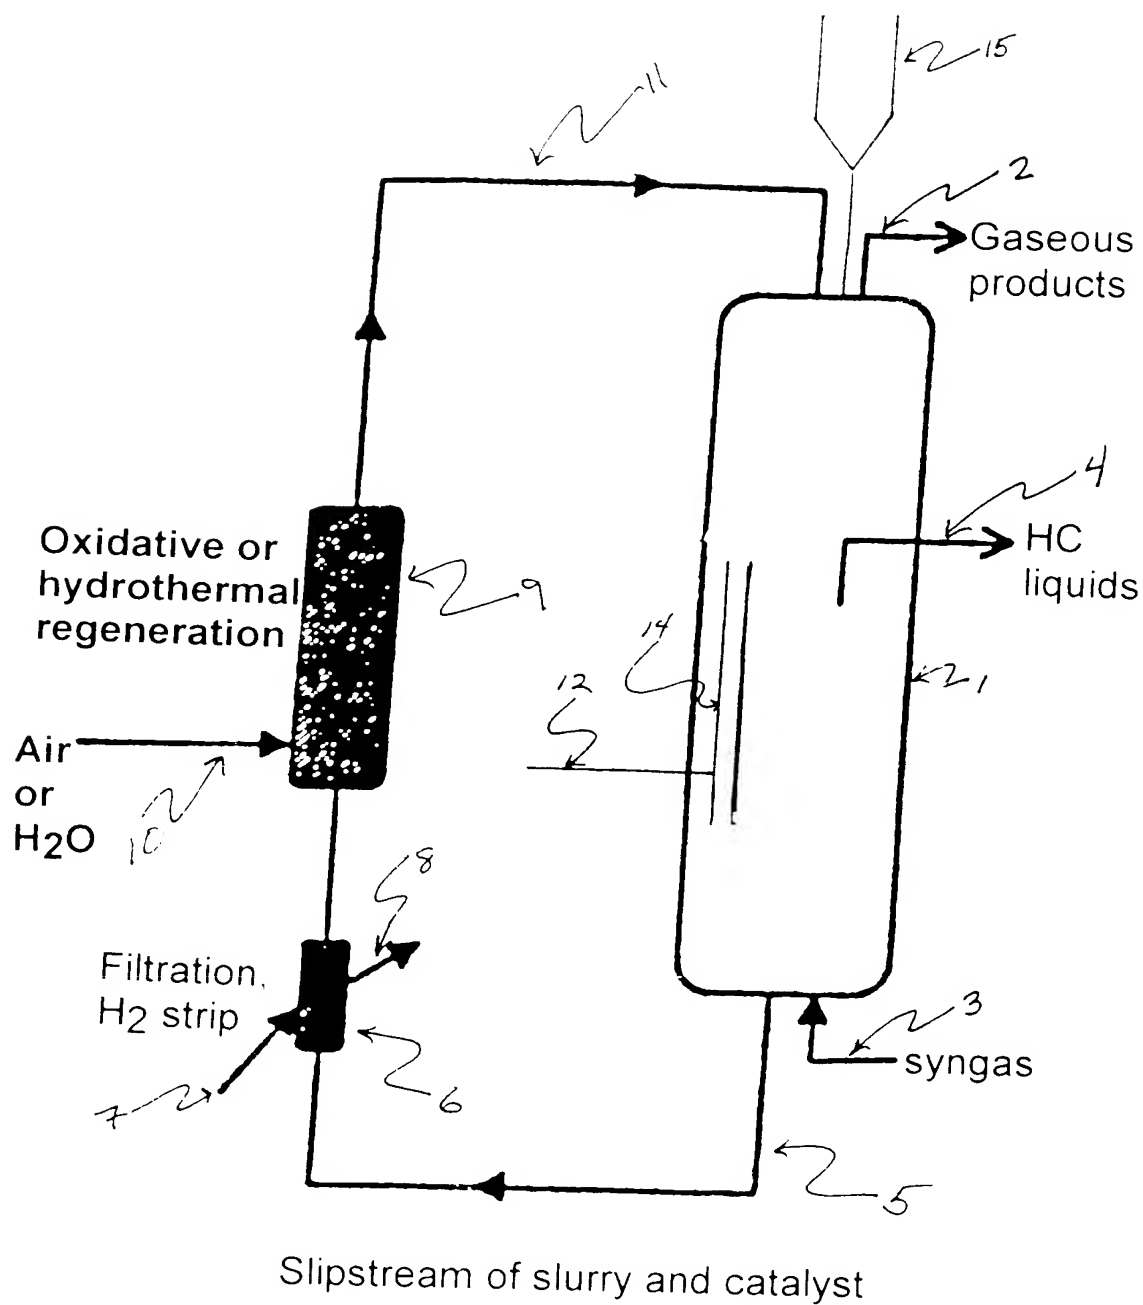 15
11
2
Gaseous
products
4
HC
liquids
Oxidative or
hydrothermal
regeneration
9
14
1
12
Air
or
H2O
10
8
Filtration,
H2 strip
3
syngas
7
6
5
Slipstream of slurry and catalyst